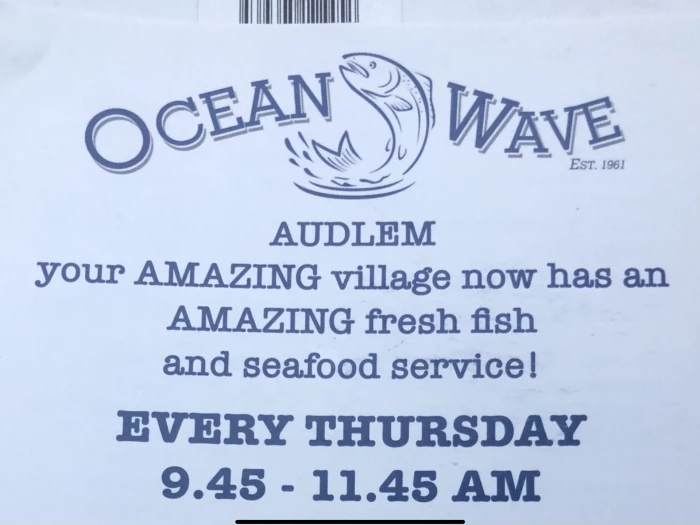 OCEAN WAVE
EST. 1961
AUDLEM
your AMAZING village now has an
AMAZING fresh fish
and seafood service!
EVERY THURSDAY
9.45 - 11.45 AM